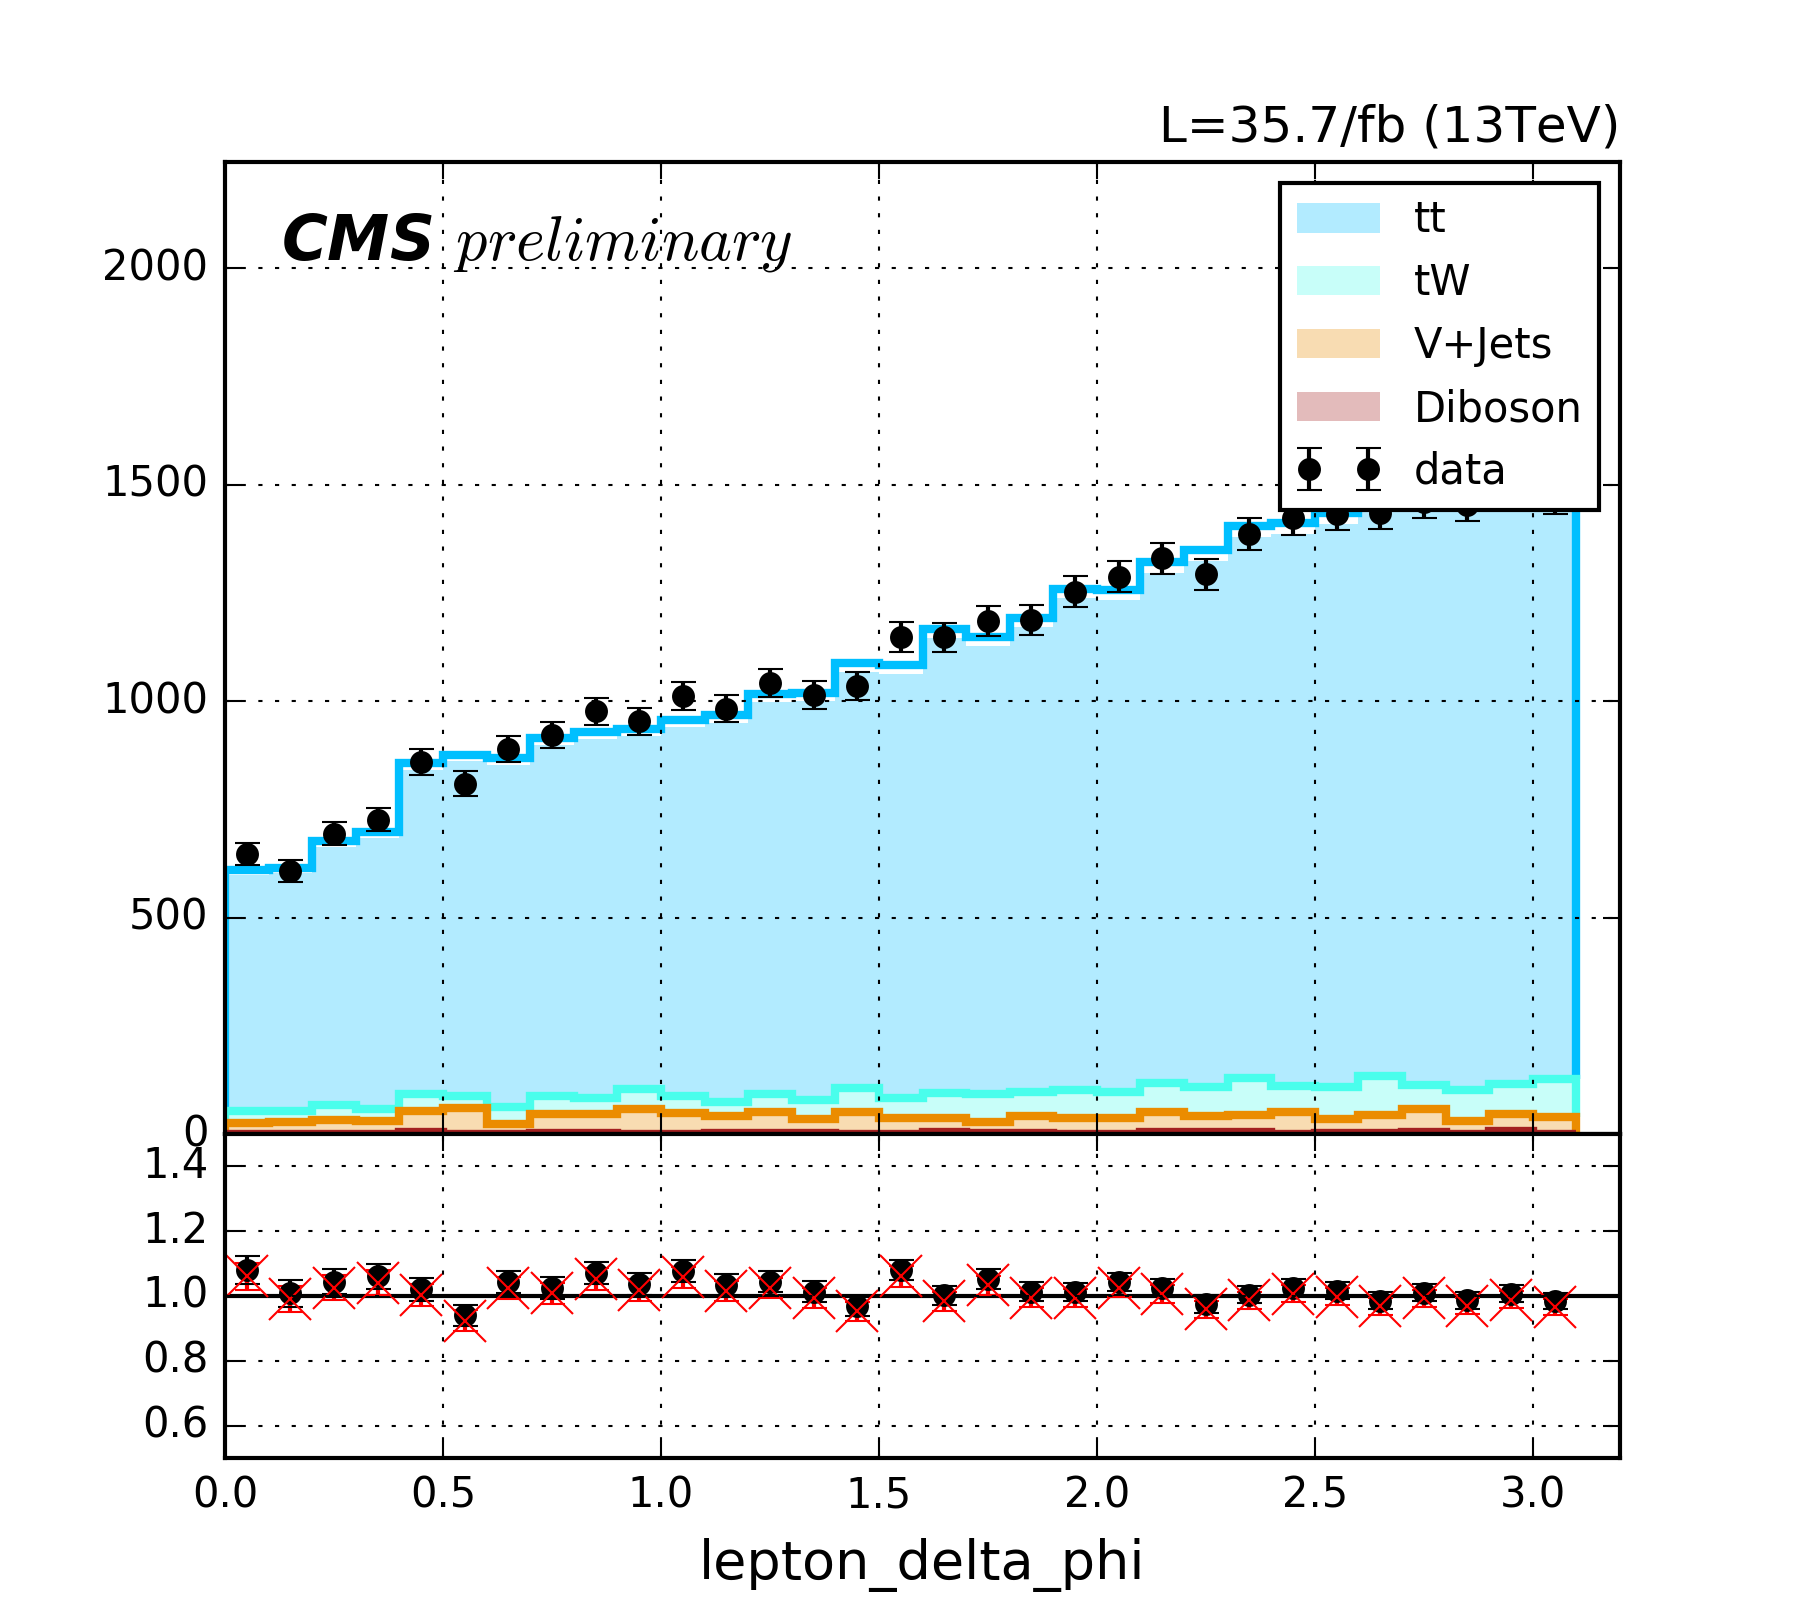 L=35.7/fb (13TeV)
CMS preliminary
tt
tW
V+Jets
Diboson
data
2000
1500
1000
500
0
1.4
1.2
1.0
0.8
0.6
0.0 0.5 1.0 1.5 2.0 2.5 3.0
lepton_delta_phi